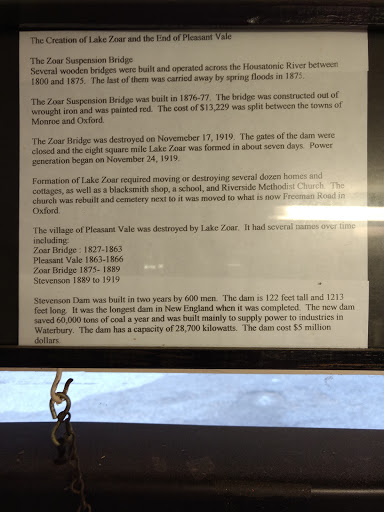 The Creation of Lake Zoar and the End of Pleasant Vale
The Zoar Suspension Bridge
Several wooden bridges were built and operated across the Housatonic River between
1800 and 1875. The last of them was carried away by spring floods in 1875.
The Zoar Suspension Bridge was built in 1876-77. The bridge was constructed out of
wrought iron and was painted red. The cost of $13,229 was split between the towns of
Monroe and Oxford.
The Zoar Bridge was destroyed on Novemeber 17, 1919. The gates of the dam were
closed and the eight square mile Lake Zoar was formed in about seven days. Power
generation began on November 24, 1919.
Formation of Lake Zoar required moving or destroying several dozen homes and
cottages, as well as a blacksmith shop, a school, and Riverside Methodist Church. The
church was rebuilt and cemetery next to it was moved to what is now Freeman Road in
Oxford.
The village of Pleasant Vale was destroyed by Lake Zoar. It had several names over time
including:
Zoar Bridge : 1827-1863
Pleasant Vale 1863-1866
Zoar Bridge 1875- 1889
Stevenson 1889 to 1919
Stevenson Dam was built in two years by 600 men. The dam is 122 feet tall and 1213
feet long. It was the longest dam in New England when it was completed. The new dam
saved 60,000 tons of coal a year and was built mainly to supply power to industries in
Waterbury. The dam has a capacity of 28,700 kilowatts. The dam cost $5 million
dollars.